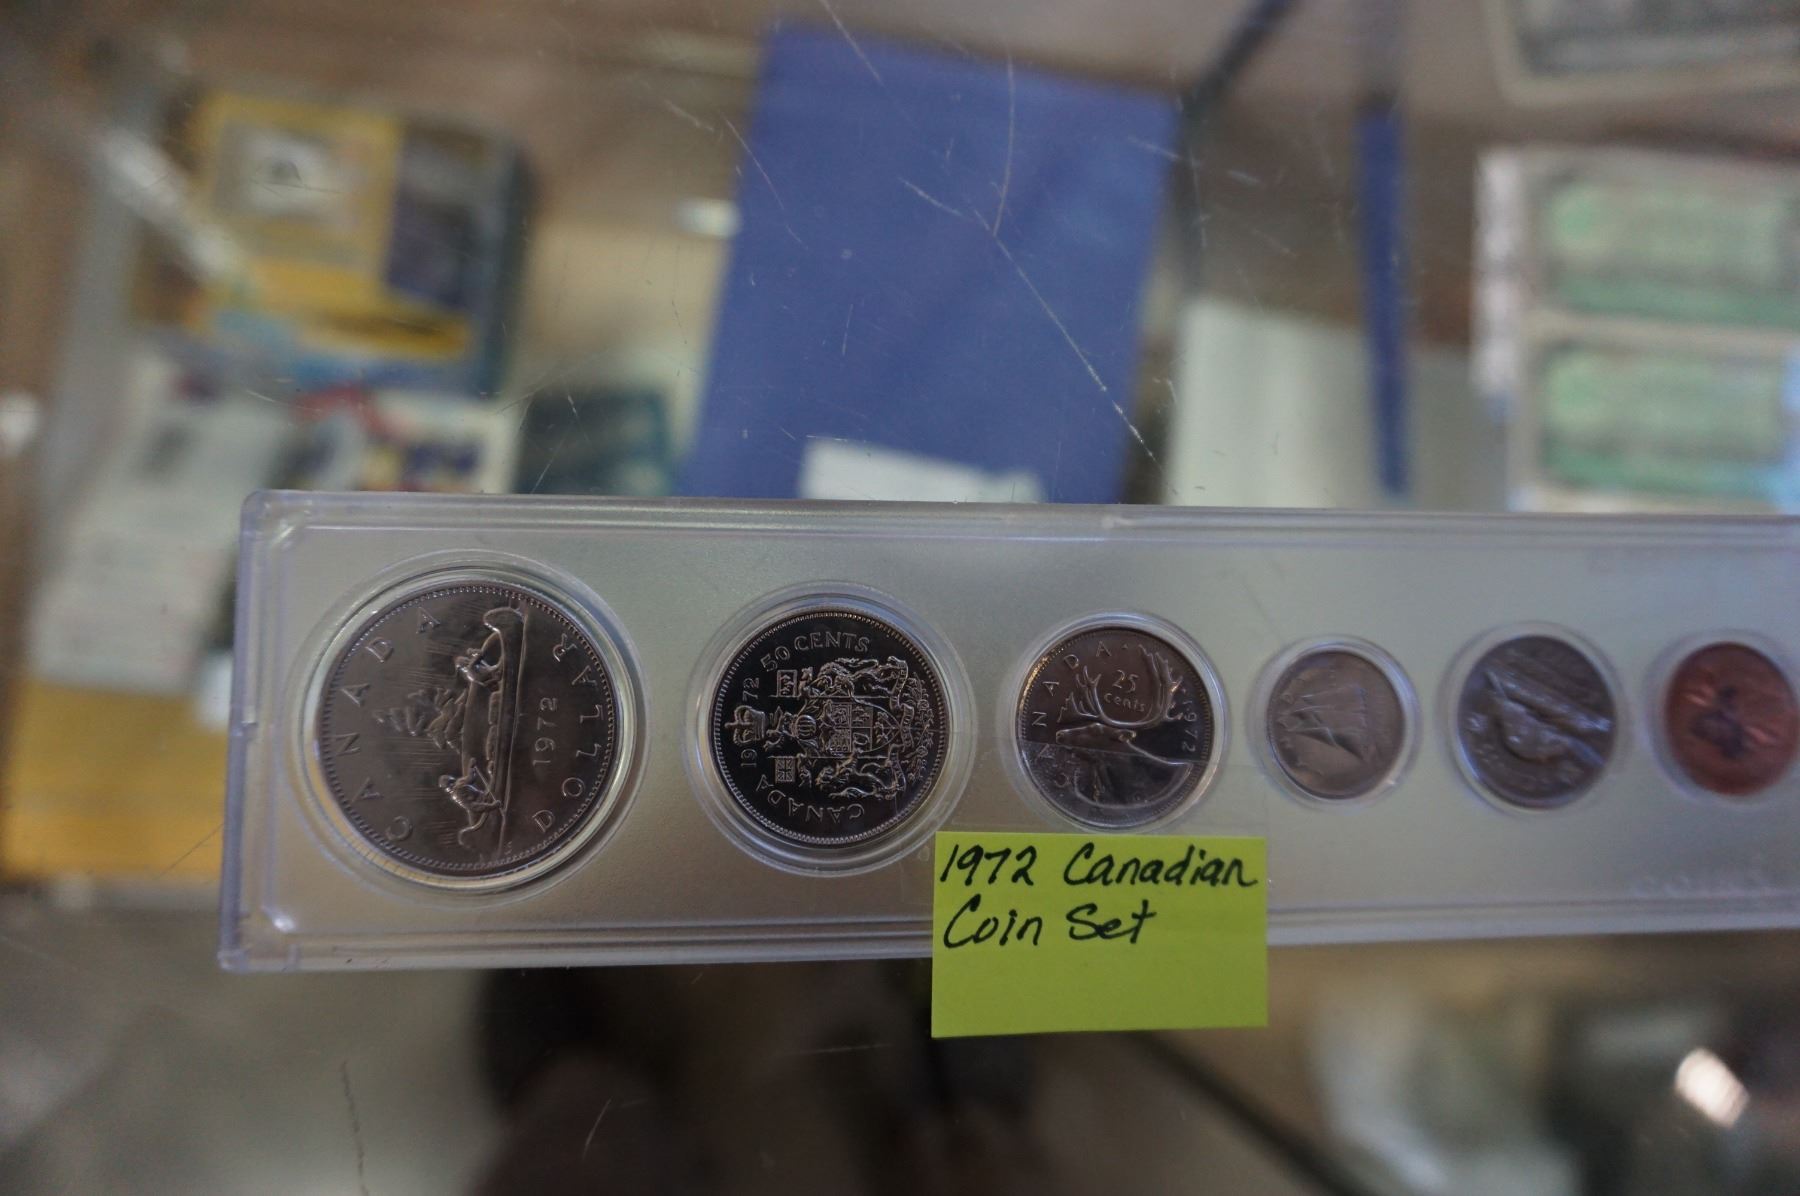 CANADA
1972
DOLLAR
50 CENTS
1972
CANADA
CANADA
25
cents
1972
1972 Canadian
Coin Set